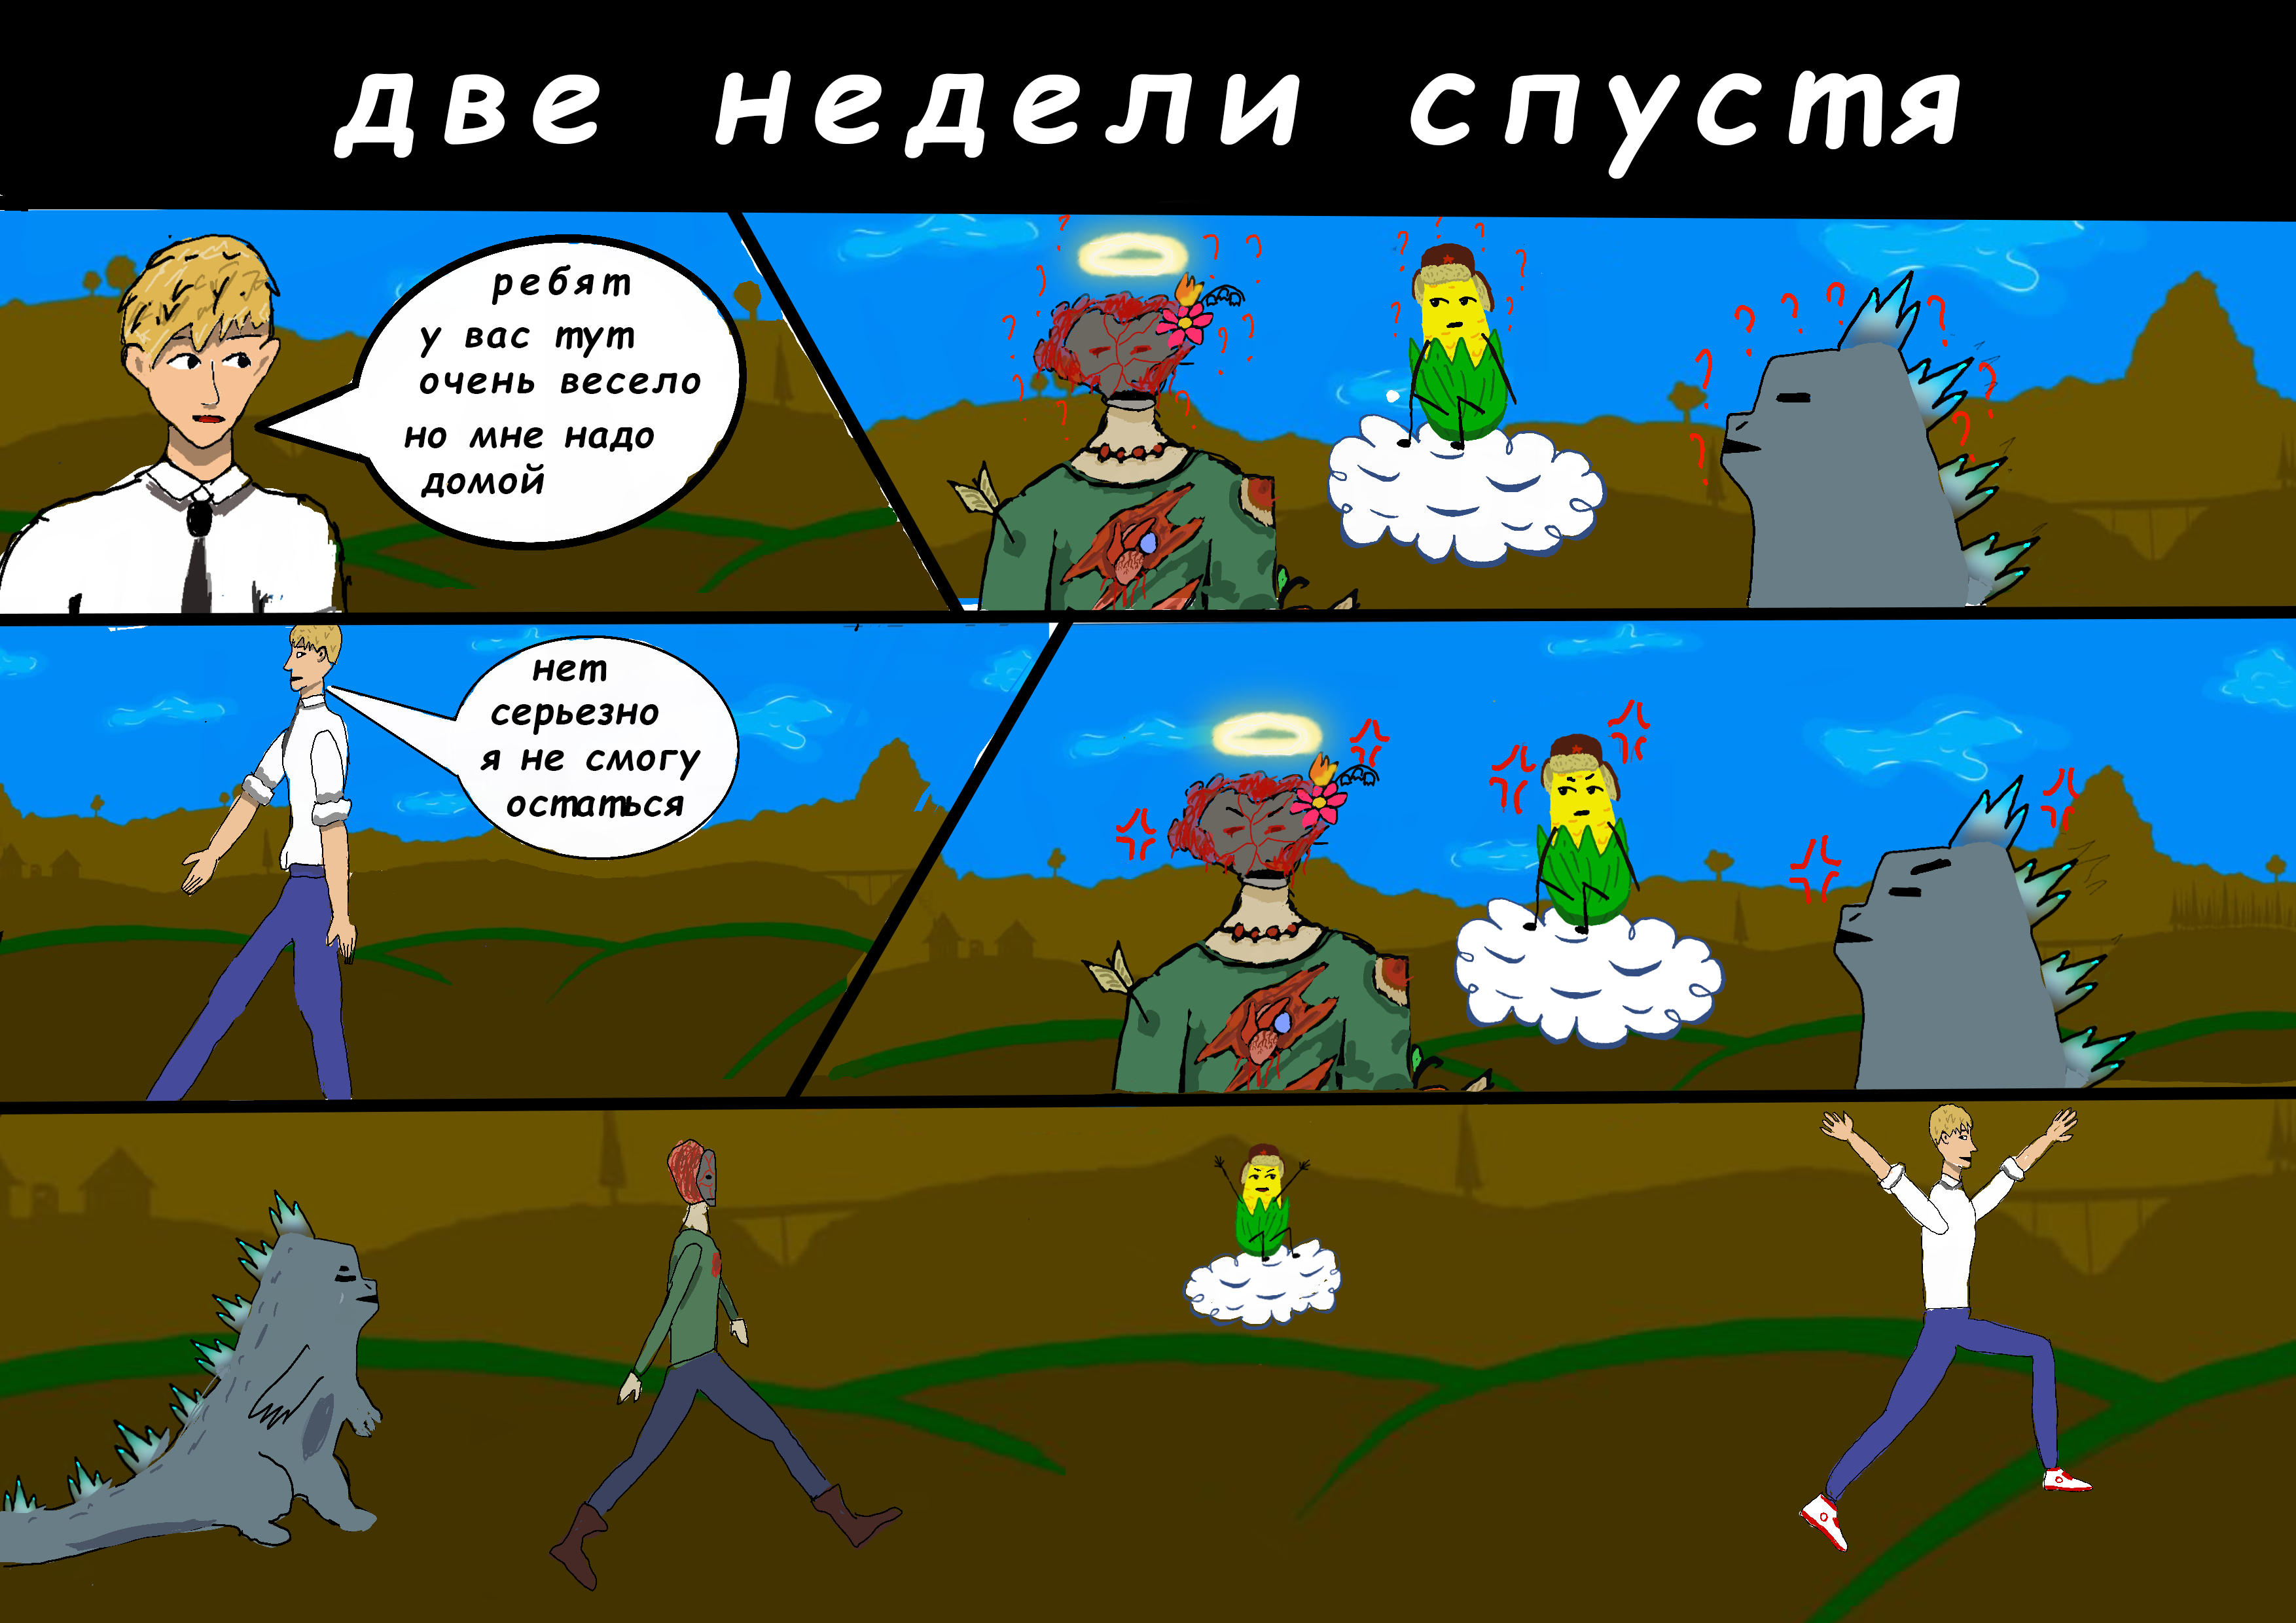 две недели спустя
ребят
у вас тут
очень весело
но мне надо
домой
нет
серьезно
я не смогу
остаться